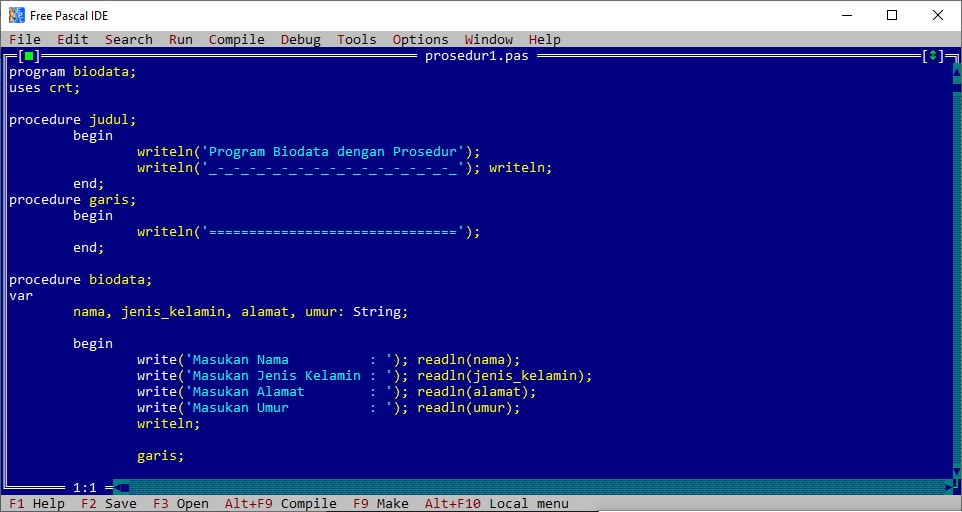 Free Pascal IDE
File Edit Search Run Compile Debug Tools Options Window Help
prosedur1.pas
program biodata;
uses crt;
procedure judul;
begin
writeln('Program Biodata dengan Prosedur');
writeln('_-_-_-_-_-_-_-_-_-_-_-_-_-_-_-_'); writeln;
end;
procedure garis;
begin
writeln('===============================');
end;
procedure biodata;
var
nama, jenis_kelamin, alamat, umur: String;
begin
write('Masukan Nama          : '); readln(nama);
write('Masukan Jenis Kelamin : '); readln(jenis_kelamin);
write('Masukan Alamat        : '); readln(alamat);
write('Masukan Umur          : '); readln(umur);
writeln;
garis;
1:1
F1 Help F2 Save F3 Open Alt+F9 Compile F9 Make Alt+F10 Local menu